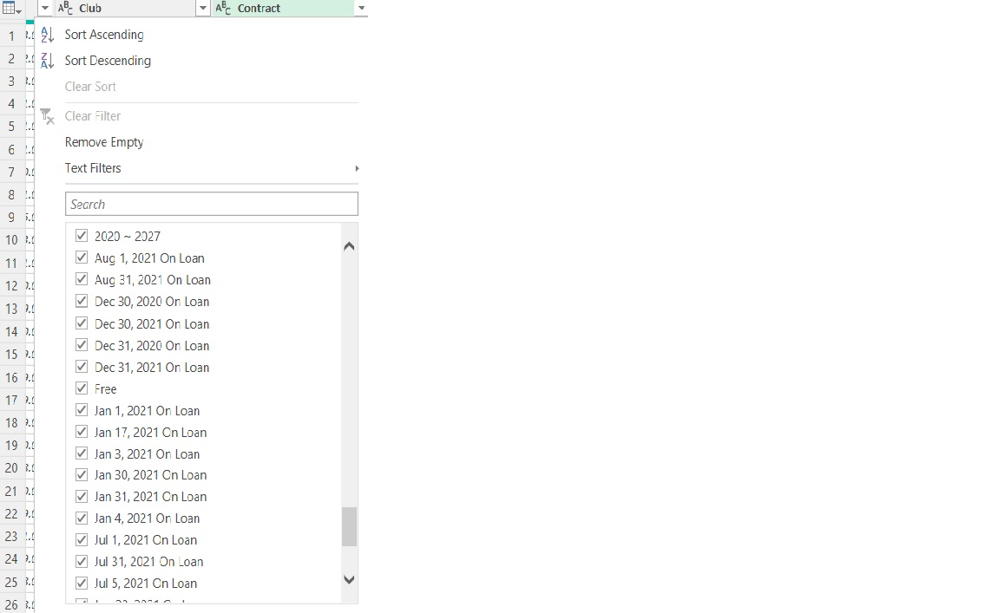 ABC Club ABC Contract
Sort Ascending
Sort Descending
Clear Sort
Clear Filter
Remove Empty
Text Filters
Search
2020 ~ 2027
Aug 1, 2021 On Loan
Aug 31, 2021 On Loan
Dec 30, 2020 On Loan
Dec 30, 2021 On Loan
Dec 31, 2020 On Loan
Dec 31, 2021 On Loan
Free
Jan 1, 2021 On Loan
Jan 17, 2021 On Loan
Jan 3, 2021 On Loan
Jan 30, 2021 On Loan
Jan 31, 2021 On Loan
Jan 4, 2021 On Loan
Jul 1, 2021 On Loan
Jul 31, 2021 On Loan
Jul 5, 2021 On Loan
1
2
3
4
5
6
7
8
9
10
11
12
13
14
15
16
17
18
19
20
21
22
23
24
25
26